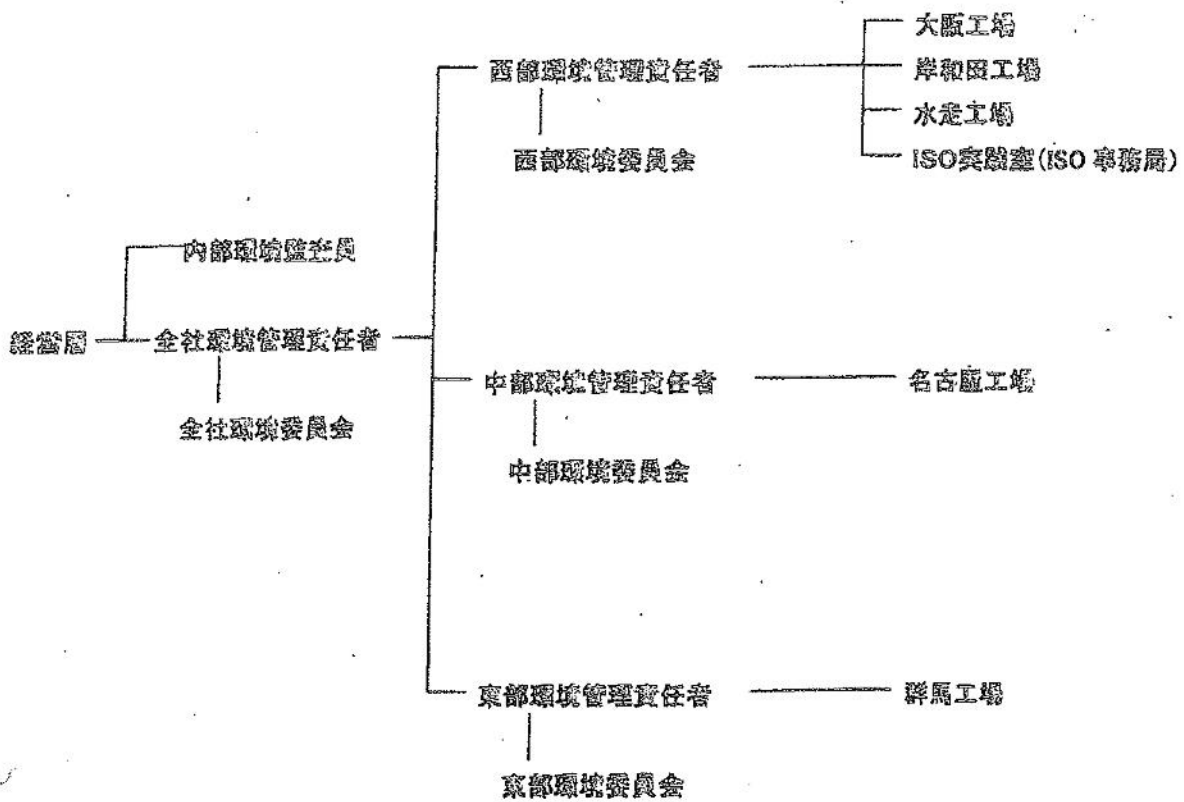 大阪工場
西部環境管理責任者
岸和田工場
水走工場
西部環境委員会
ISO実験室(ISO 事務局)
内部環境監査員
経営層
全社環境管理責任者
中部環境管理責任者
名古屋工場
全社環境委員会
中部環境委員会
東部環境管理責任者
群馬工場
東部環境委員会